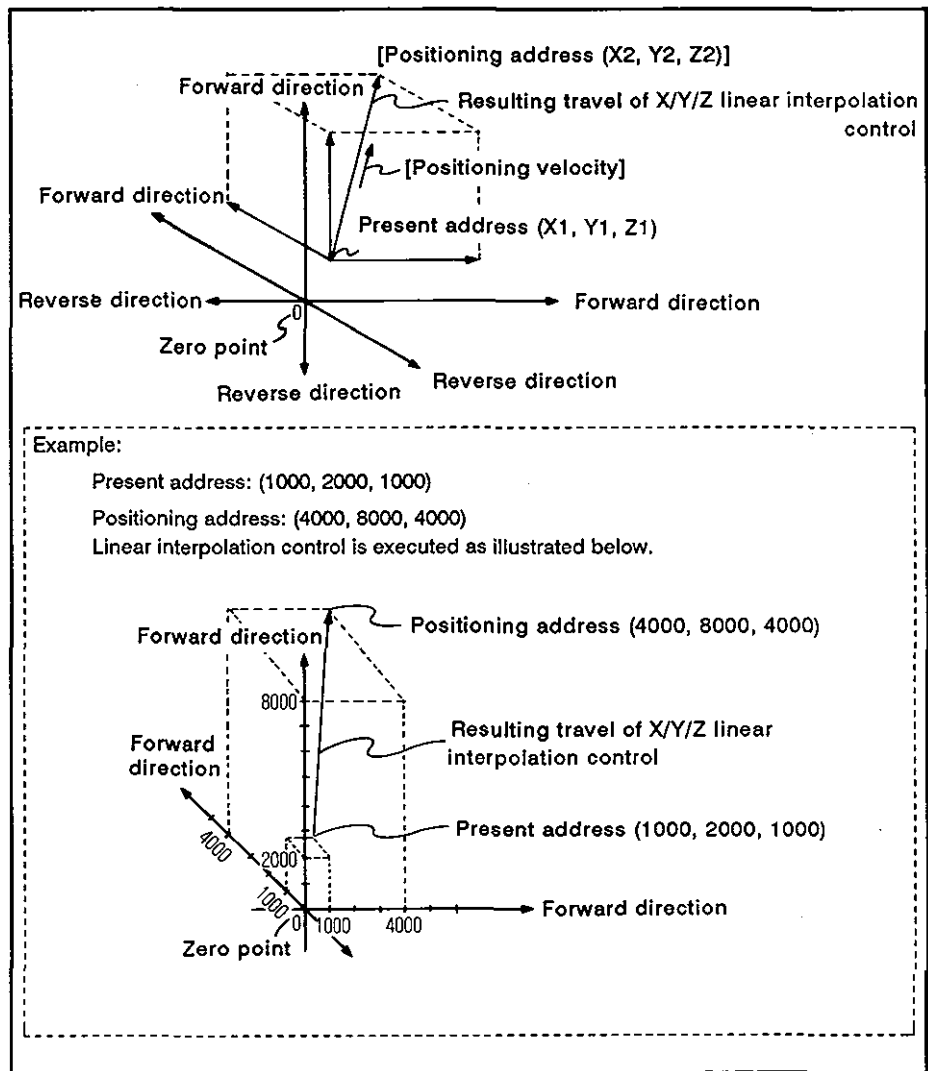 [Positioning address (X2, Y2, Z2)]
Forward direction
Resulting travel of X/Y/Z linear interpolation
control
[Positioning velocity]
Forward direction
Present address (X1, Y1, Z1)
Reverse direction
Forward direction
0
Zero point
Reverse direction
Reverse direction
Example:
Present address: (1000, 2000, 1000)
Positioning address: (4000, 8000, 4000)
Linear interpolation control is executed as illustrated below.
Positioning address (4000, 8000, 4000)
Forward direction
8000
Resulting travel of X/Y/Z linear
interpolation control
Forward
direction
4000
Present address (1000, 2000, 1000)
2000
1000
Forward direction
0
1000
4000
Zero point